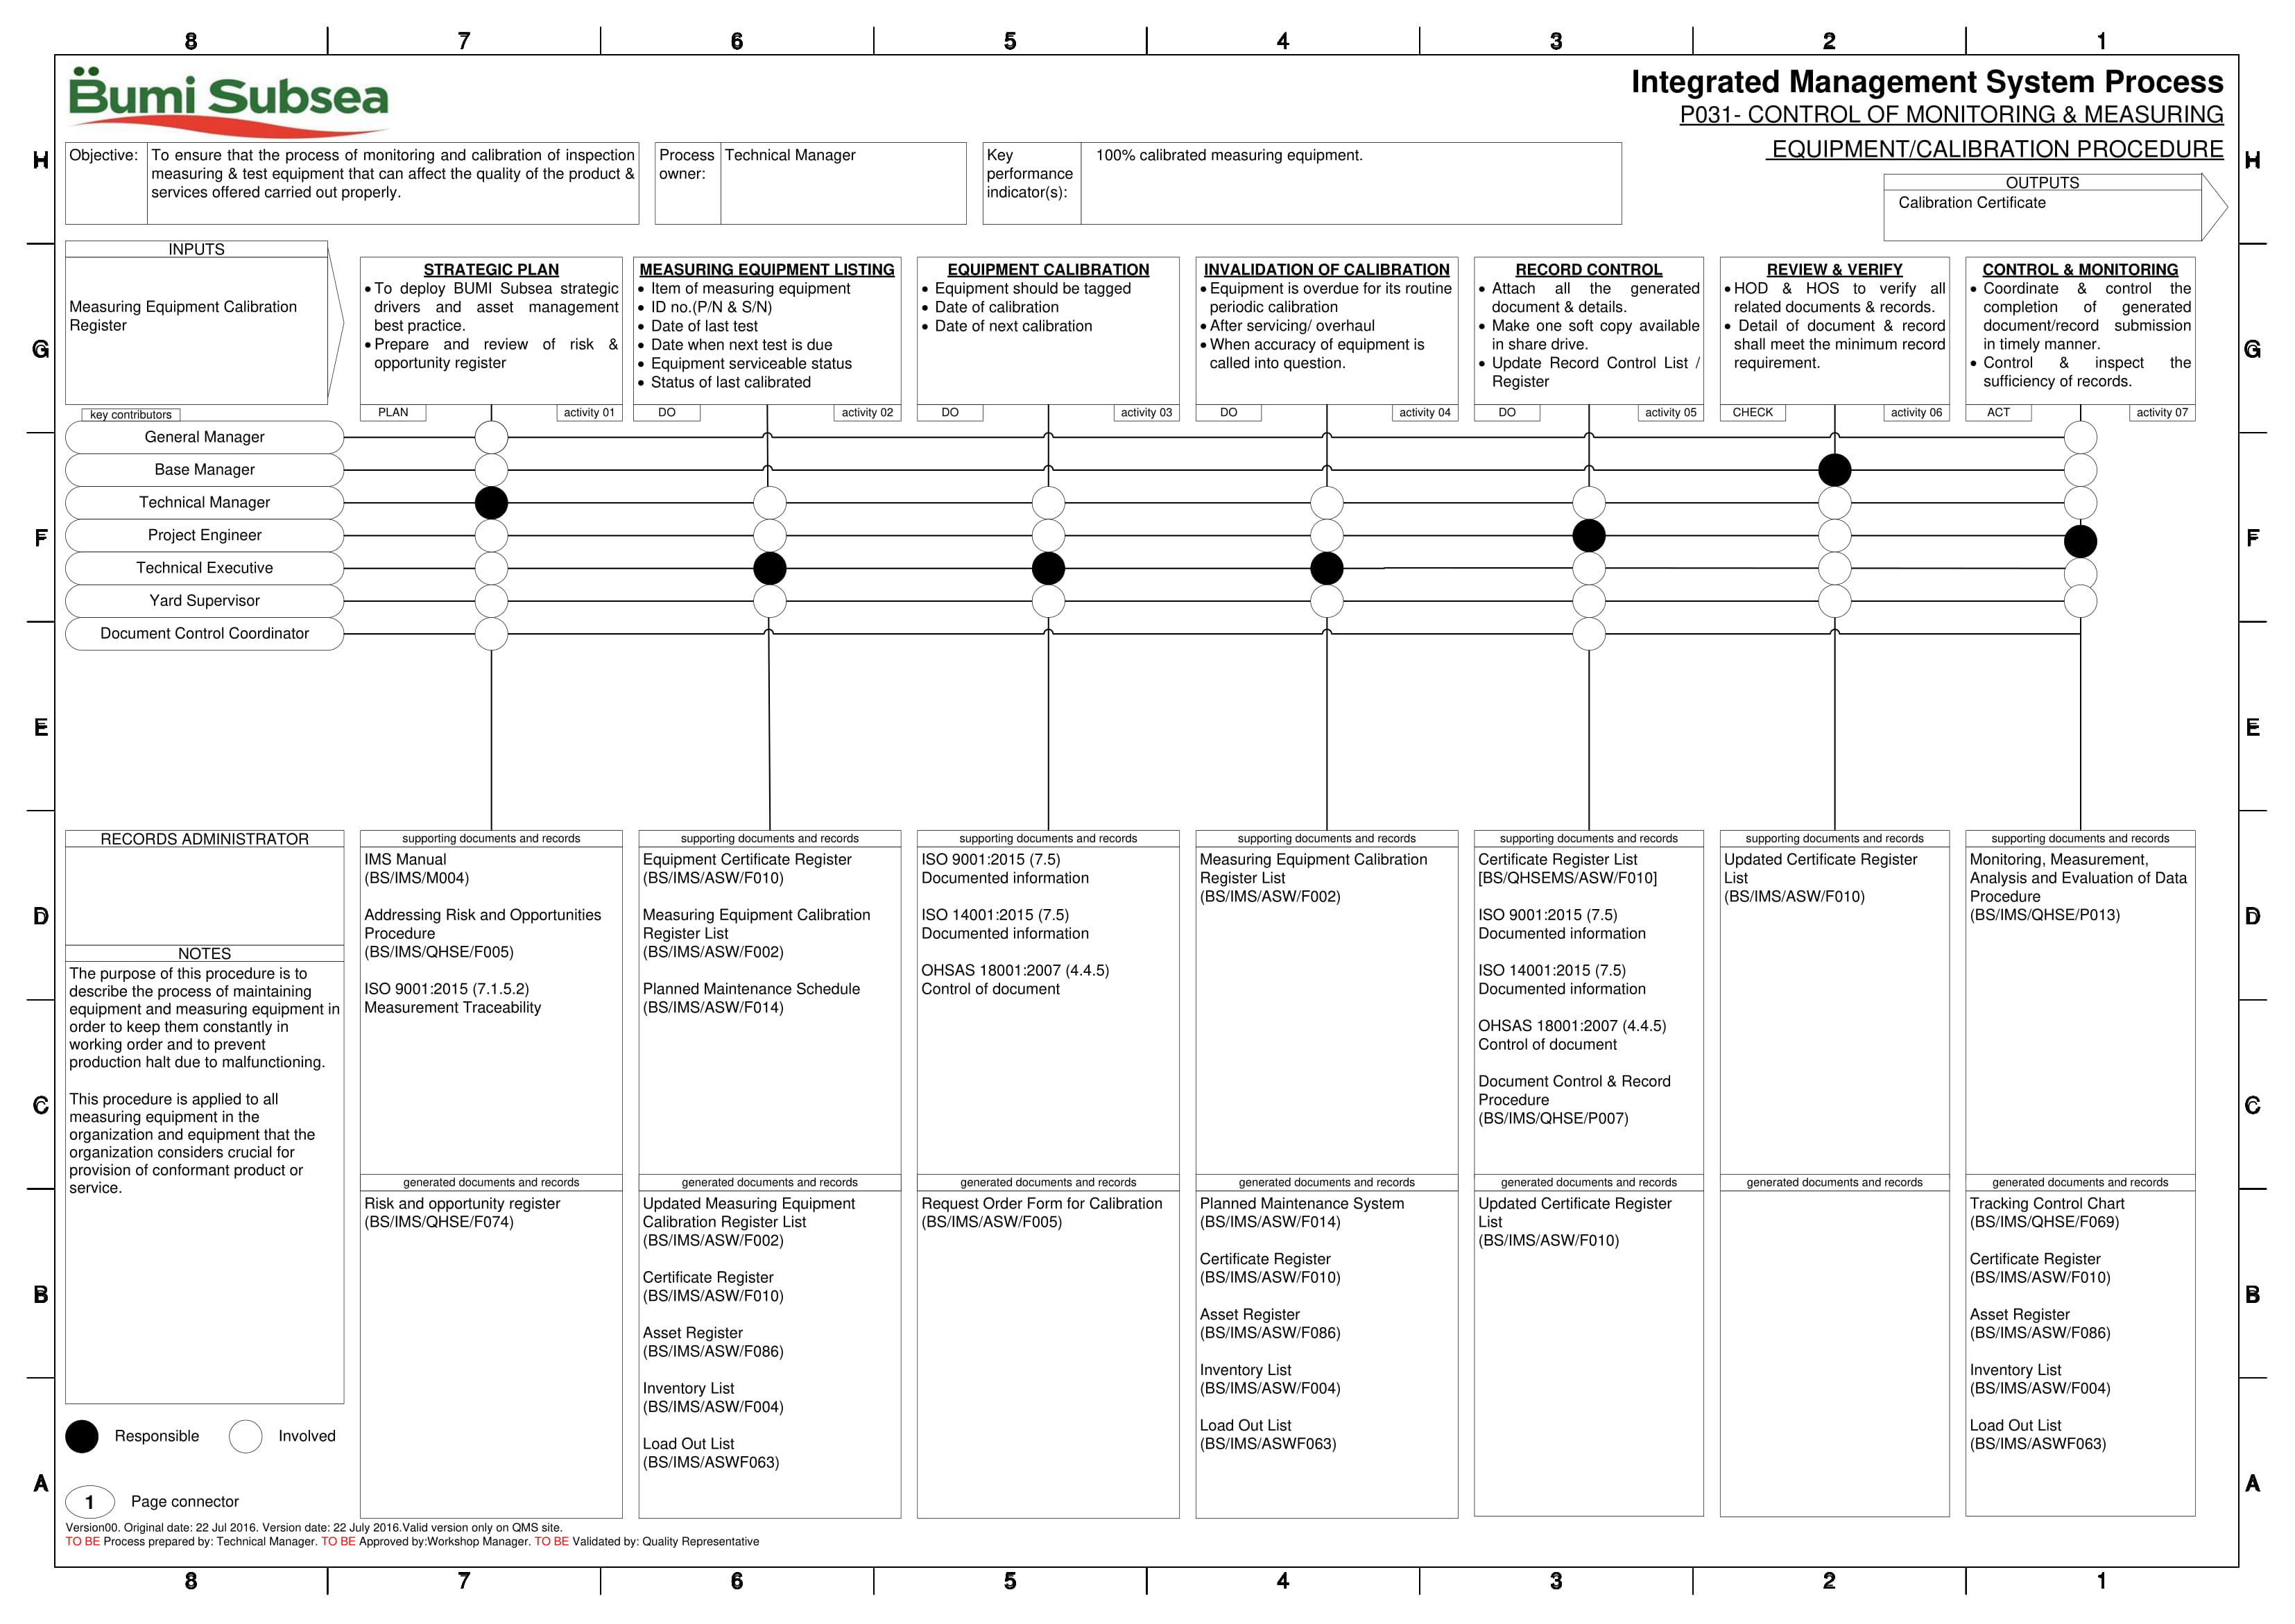 8 7 6 5 4 3 2 1
Bumi Subsea
Integrated Management System Process
P031- CONTROL OF MONITORING & MEASURING
EQUIPMENT/CALIBRATION PROCEDURE
H H
Objective:
To ensure that the process of monitoring and calibration of inspection
measuring & test equipment that can affect the quality of the product &
services offered carried out properly.
Process
owner:
Technical Manager
Key
performance
indicator(s):
100% calibrated measuring equipment.
OUTPUTS
Calibration Certificate
INPUTS
Measuring Equipment Calibration
Register
G G
STRATEGIC PLAN
• To deploy BUMI Subsea strategic
drivers and asset management
best practice.
• Prepare and review of risk &
opportunity register
PLAN activity 01
MEASURING EQUIPMENT LISTING
• Item of measuring equipment
• ID no.(P/N & S/N)
• Date of last test
• Date when next test is due
• Equipment serviceable status
• Status of last calibrated
DO activity 02
EQUIPMENT CALIBRATION
• Equipment should be tagged
• Date of calibration
• Date of next calibration
DO activity 03
INVALIDATION OF CALIBRATION
• Equipment is overdue for its routine
periodic calibration
• After servicing/ overhaul
• When accuracy of equipment is
called into question.
DO activity 04
RECORD CONTROL
• Attach all the generated
document & details.
• Make one soft copy available
in share drive.
• Update Record Control List /
Register
DO activity 05
REVIEW & VERIFY
• HOD & HOS to verify all
related documents & records.
• Detail of document & record
shall meet the minimum record
requirement.
CHECK activity 06
CONTROL & MONITORING
• Coordinate & control the
completion of generated
document/record submission
in timely manner.
• Control & inspect the
sufficiency of records.
ACT activity 07
key contributors
General Manager
Base Manager
Technical Manager
Project Engineer
Technical Executive
Yard Supervisor
Document Control Coordinator
F F
E E
RECORDS ADMINISTRATOR
D D
NOTES
The purpose of this procedure is to
describe the process of maintaining
equipment and measuring equipment in
order to keep them constantly in
working order and to prevent
production halt due to malfunctioning.
This procedure is applied to all
measuring equipment in the
organization and equipment that the
organization considers crucial for
provision of conformant product or
service.
C C
supporting documents and records
IMS Manual
(BS/IMS/M004)
Addressing Risk and Opportunities
Procedure
(BS/IMS/QHSE/F005)
ISO 9001:2015 (7.1.5.2)
Measurement Traceability
generated documents and records
Risk and opportunity register
(BS/IMS/QHSE/F074)
supporting documents and records
Equipment Certificate Register
(BS/IMS/ASW/F010)
Measuring Equipment Calibration
Register List
(BS/IMS/ASW/F002)
Planned Maintenance Schedule
(BS/IMS/ASW/F014)
generated documents and records
Updated Measuring Equipment
Calibration Register List
(BS/IMS/ASW/F002)
Certificate Register
(BS/IMS/ASW/F010)
Asset Register
(BS/IMS/ASW/F086)
Inventory List
(BS/IMS/ASW/F004)
Load Out List
(BS/IMS/ASWF063)
supporting documents and records
ISO 9001:2015 (7.5)
Documented information
ISO 14001:2015 (7.5)
Documented information
OHSAS 18001:2007 (4.4.5)
Control of document
generated documents and records
Request Order Form for Calibration
(BS/IMS/ASW/F005)
supporting documents and records
Measuring Equipment Calibration
Register List
(BS/IMS/ASW/F002)
generated documents and records
Planned Maintenance System
(BS/IMS/ASW/F014)
Certificate Register
(BS/IMS/ASW/F010)
Asset Register
(BS/IMS/ASW/F086)
Inventory List
(BS/IMS/ASW/F004)
Load Out List
(BS/IMS/ASWF063)
supporting documents and records
Certificate Register List
[BS/QHSEMS/ASW/F010]
ISO 9001:2015 (7.5)
Documented information
ISO 14001:2015 (7.5)
Documented information
OHSAS 18001:2007 (4.4.5)
Control of document
Document Control & Record
Procedure
(BS/IMS/QHSE/P007)
generated documents and records
Updated Certificate Register
List
(BS/IMS/ASW/F010)
supporting documents and records
Updated Certificate Register
List
(BS/IMS/ASW/F010)
generated documents and records
supporting documents and records
Monitoring, Measurement,
Analysis and Evaluation of Data
Procedure
(BS/IMS/QHSE/P013)
generated documents and records
Tracking Control Chart
(BS/IMS/QHSE/F069)
Certificate Register
(BS/IMS/ASW/F010)
Asset Register
(BS/IMS/ASW/F086)
Inventory List
(BS/IMS/ASW/F004)
Load Out List
(BS/IMS/ASWF063)
B B
Responsible Involved
A A
1 Page connector
Version00. Original date: 22 Jul 2016. Version date: 22 July 2016.Valid version only on QMS site.
TO BE Process prepared by: Technical Manager. TO BE Approved by:Workshop Manager. TO BE Validated by: Quality Representative
8 7 6 5 4 3 2 1